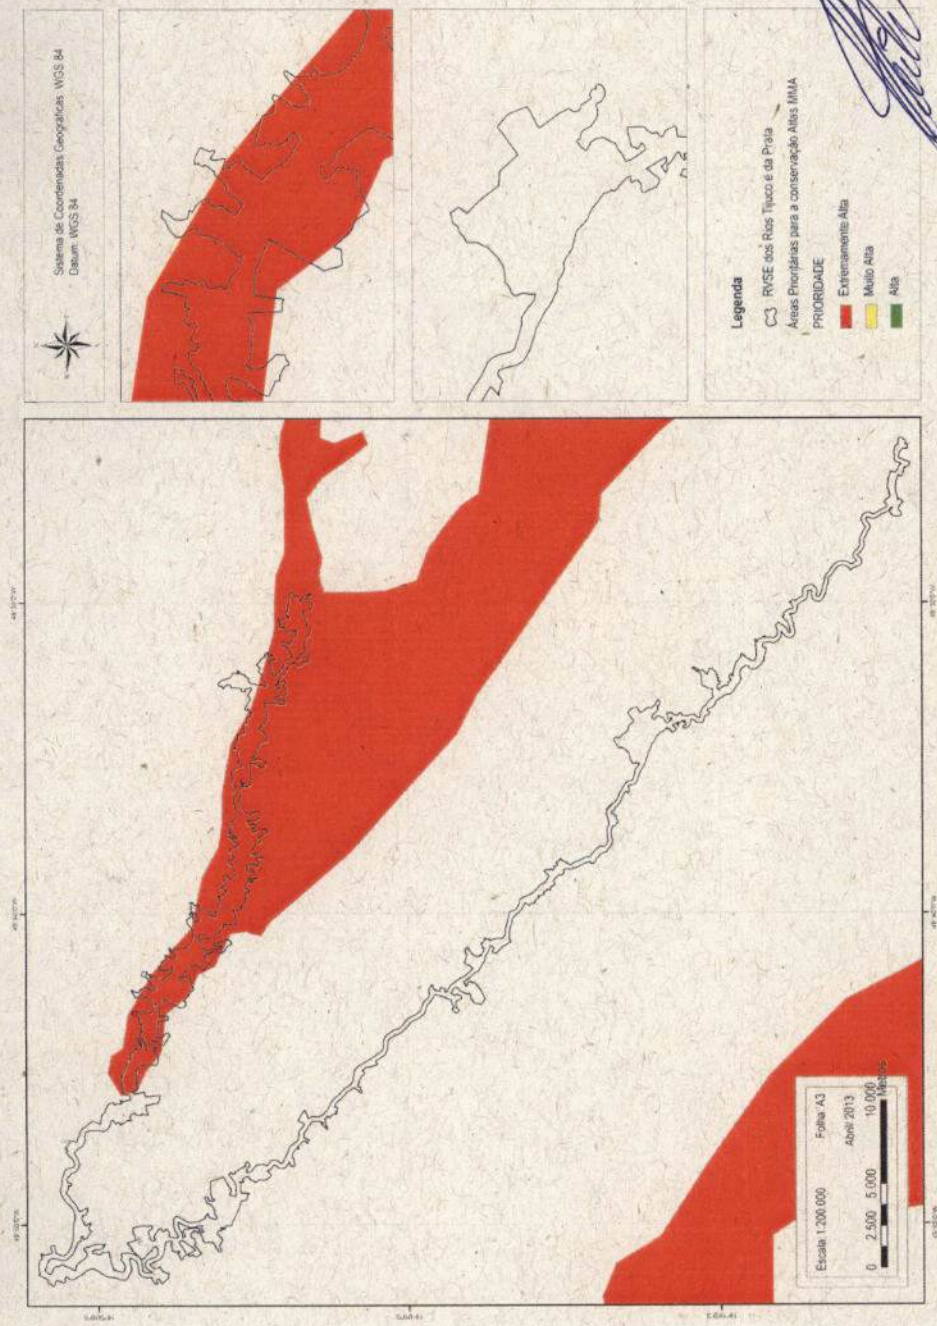 Sistema de Coordenadas Geográficas WGS 84
Datum: WGS 84
Legenda
RVSE dos Rios Tijuco e da Prata
Áreas Prioritárias para a conservação Altas MMA
PRIORIDADE
Extremamente Alta
Muito Alta
Alta
Escala 1:200.000
Folha: A3
Abril/2013
0 2.500 5.000 10.000
Metros